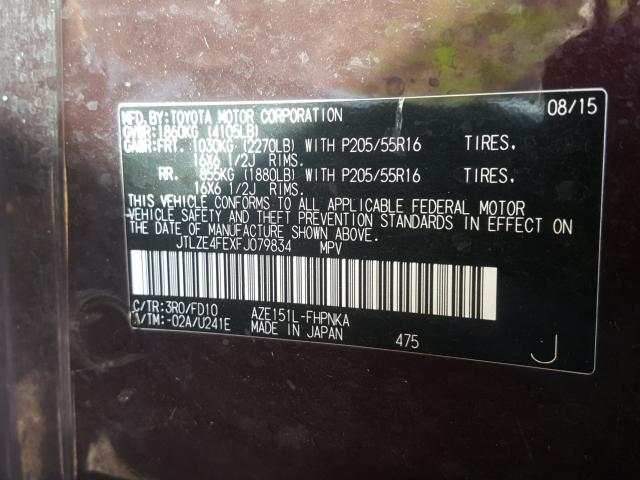 MFD. BY: TOYOTA MOTOR CORPORATION 08/15
GVWR: 1860KG (4105LB)
GAWR: FRT. 1030KG (2270LB) WITH P205/55R16 TIRES.
16X6 1/2J RIMS.
RR. 855KG (1880LB) WITH P205/55R16 TIRES.
16X6 1/2J RIMS.
THIS VEHICLE CONFORMS TO ALL APPLICABLE FEDERAL MOTOR
VEHICLE SAFETY AND THEFT PREVENTION STANDARDS IN EFFECT ON
THE DATE OF MANUFACTURE SHOWN ABOVE.
JTLZE4FEXFJ079834 MPV
C/TR: 3R0/FD10 AZE151L-FHPNKA
A/TM: -02A/U241E MADE IN JAPAN 475 J